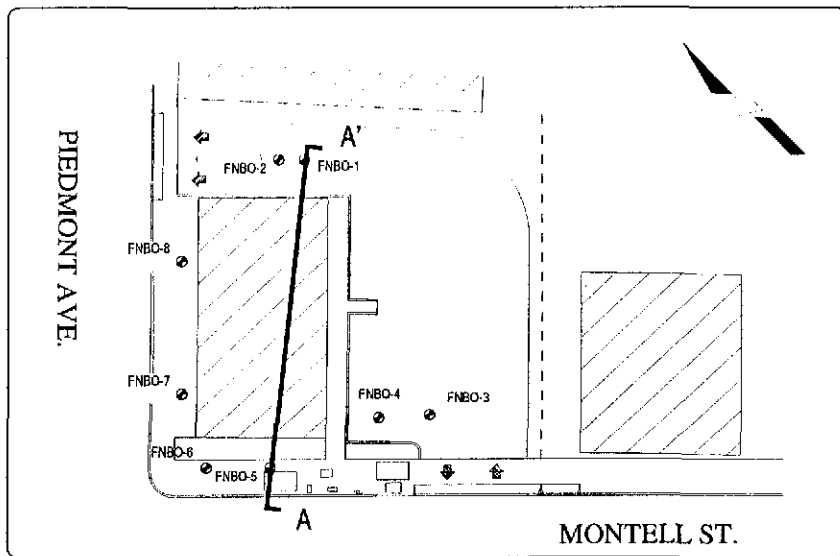 A'
FNBO-2
FNBO-1
PIEDMONT AVE.
FNBO-8
FNBO-7
FNBO-4
FNBO-3
FNBO-6
FNBO-5
A
MONTELL ST.